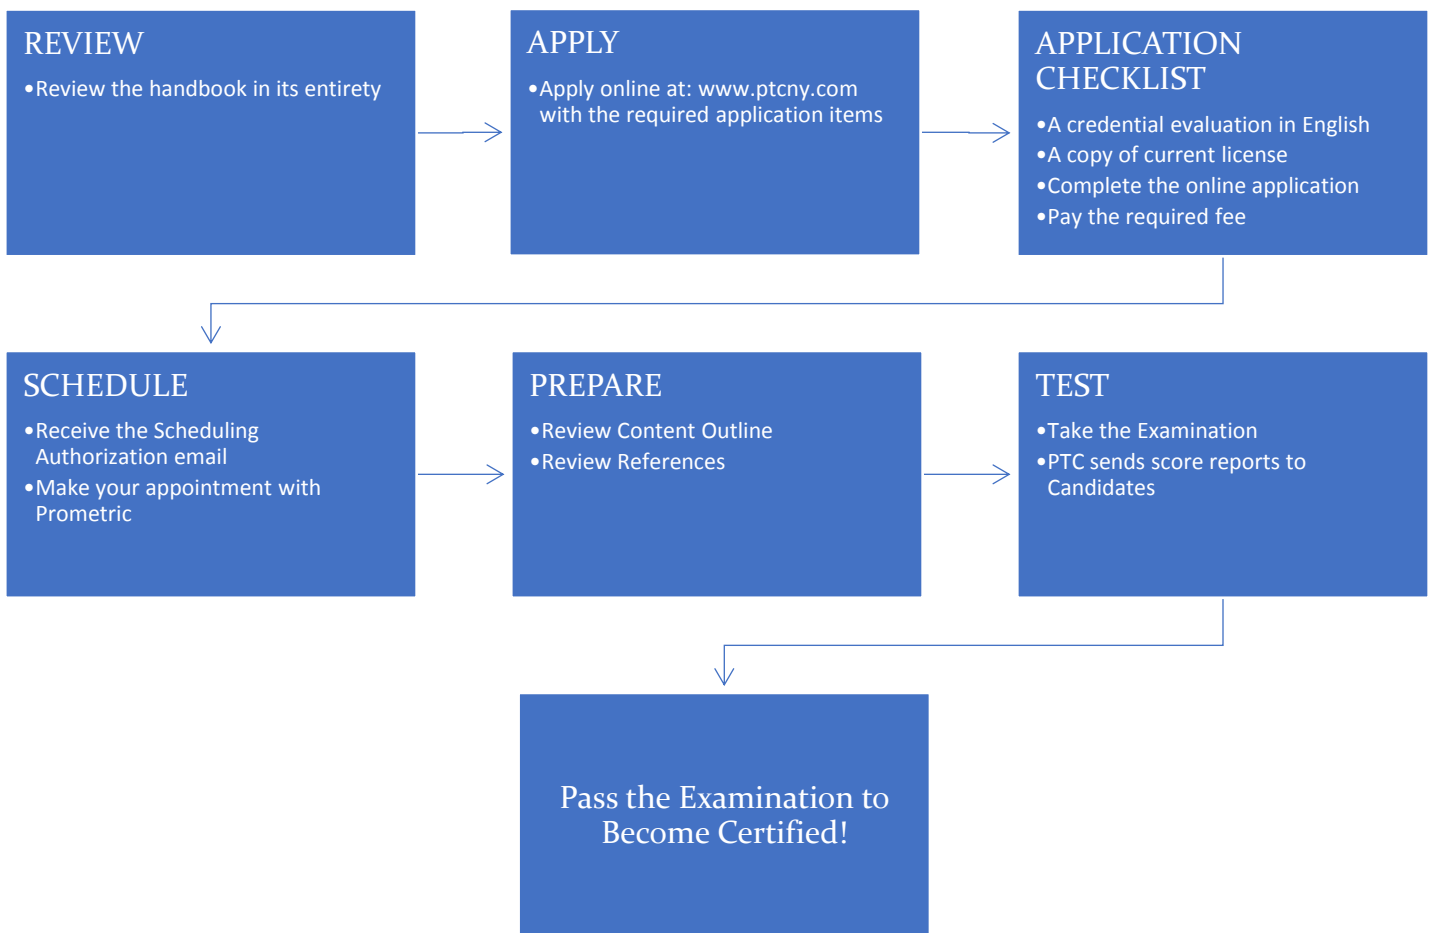 REVIEW
•Review the handbook in its entirety
APPLY
•Apply online at: www.ptcny.com
with the required application items
APPLICATION
CHECKLIST
•A credential evaluation in English
•A copy of current license
•Complete the online application
•Pay the required fee
SCHEDULE
•Receive the Scheduling
Authorization email
•Make your appointment with
Prometric
PREPARE
•Review Content Outline
•Review References
TEST
•Take the Examination
•PTC sends score reports to
Candidates
Pass the Examination to
Become Certified!